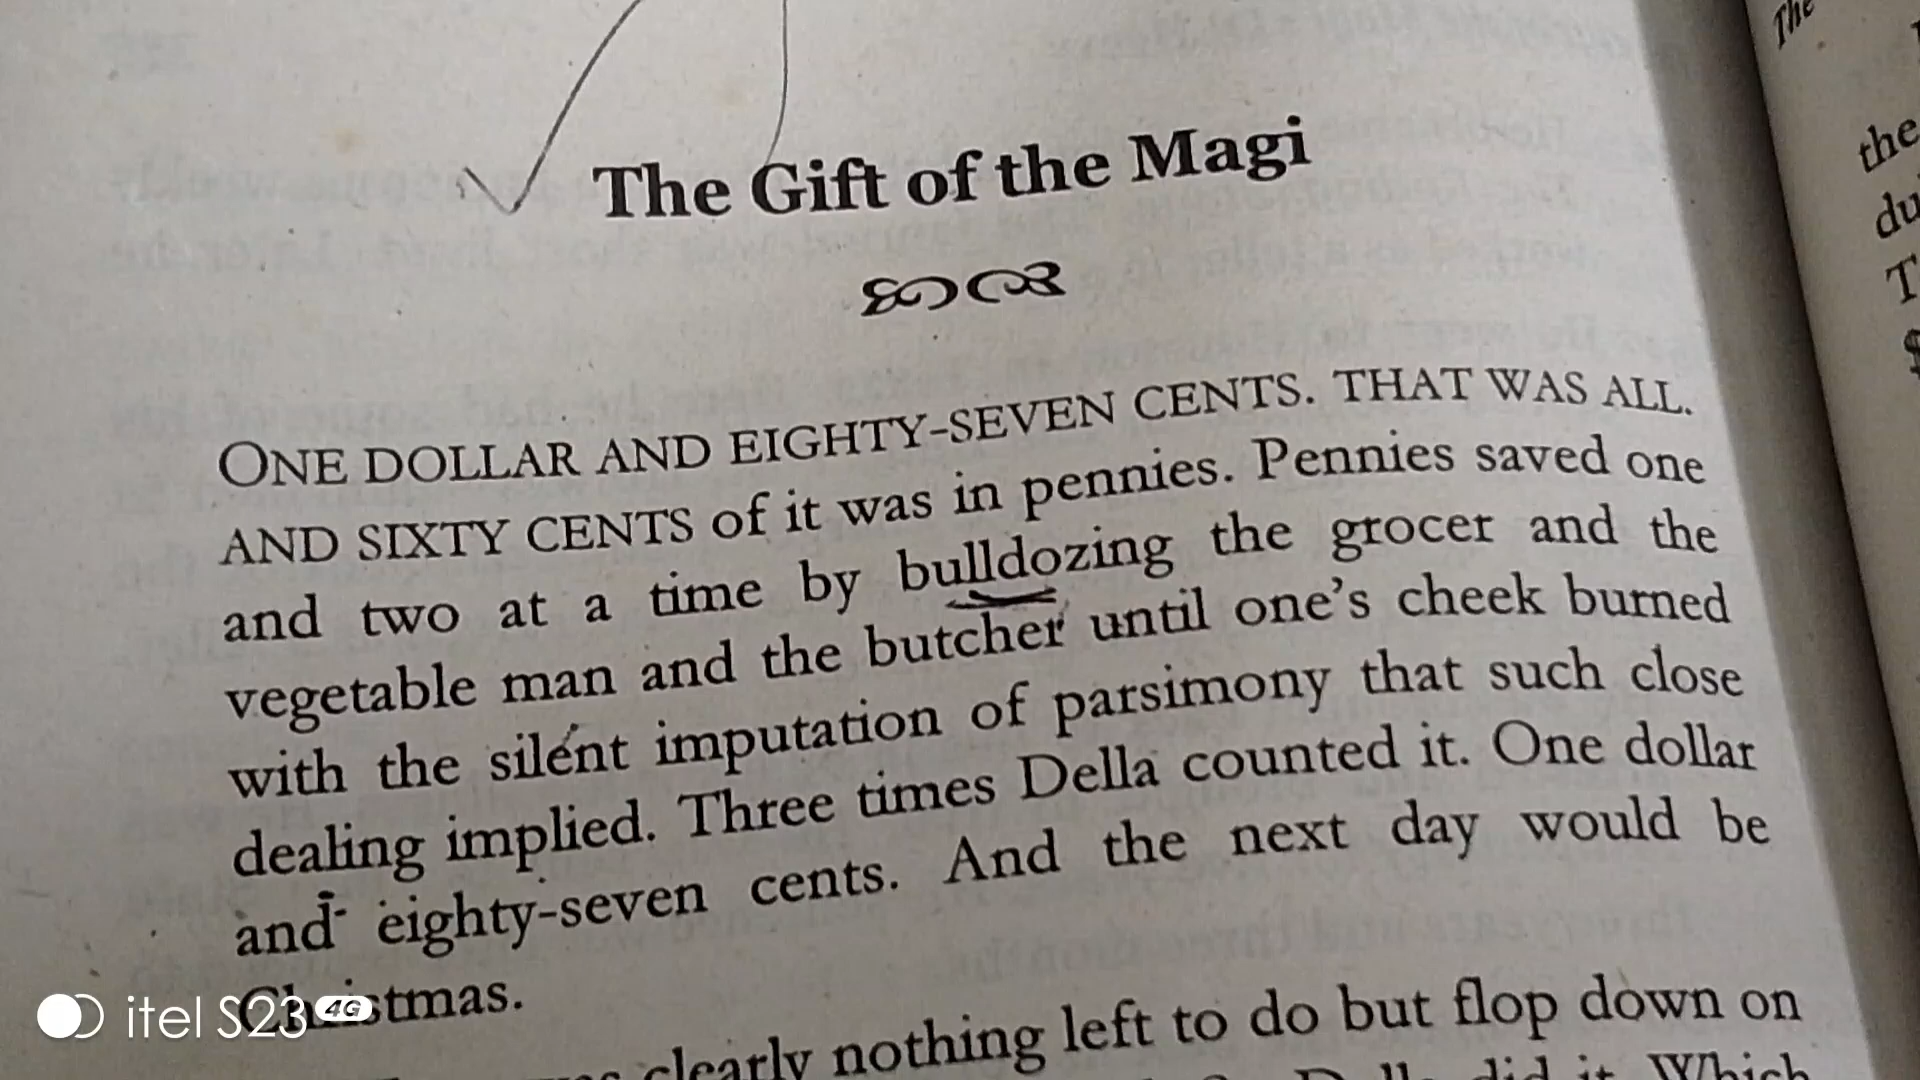 The Gift of the Magi
ONE DOLLAR AND EIGHTY-SEVEN CENTS. THAT WAS ALL.
AND SIXTY CENTS of it was in pennies. Pennies saved one
and two at a time by bulldozing the grocer and the
vegetable man and the butcher until one's cheek burned
with the silent imputation of parsimony that such close
dealing implied. Three times Della counted it. One dollar
and eighty-seven cents. And the next day would be
Christmas.
clearly nothing left to do but flop down on
did it. Which
The
the
itel S23 4G